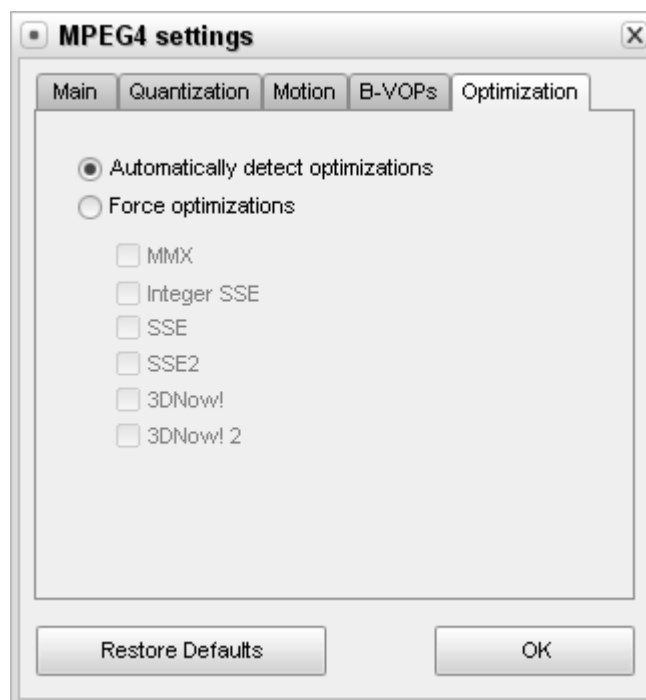 MPEG4 settings
Main Quantization Motion B-VOPs Optimization
Automatically detect optimizations
Force optimizations
MMX
Integer SSE
SSE
SSE2
3DNow!
3DNow! 2
Restore Defaults OK